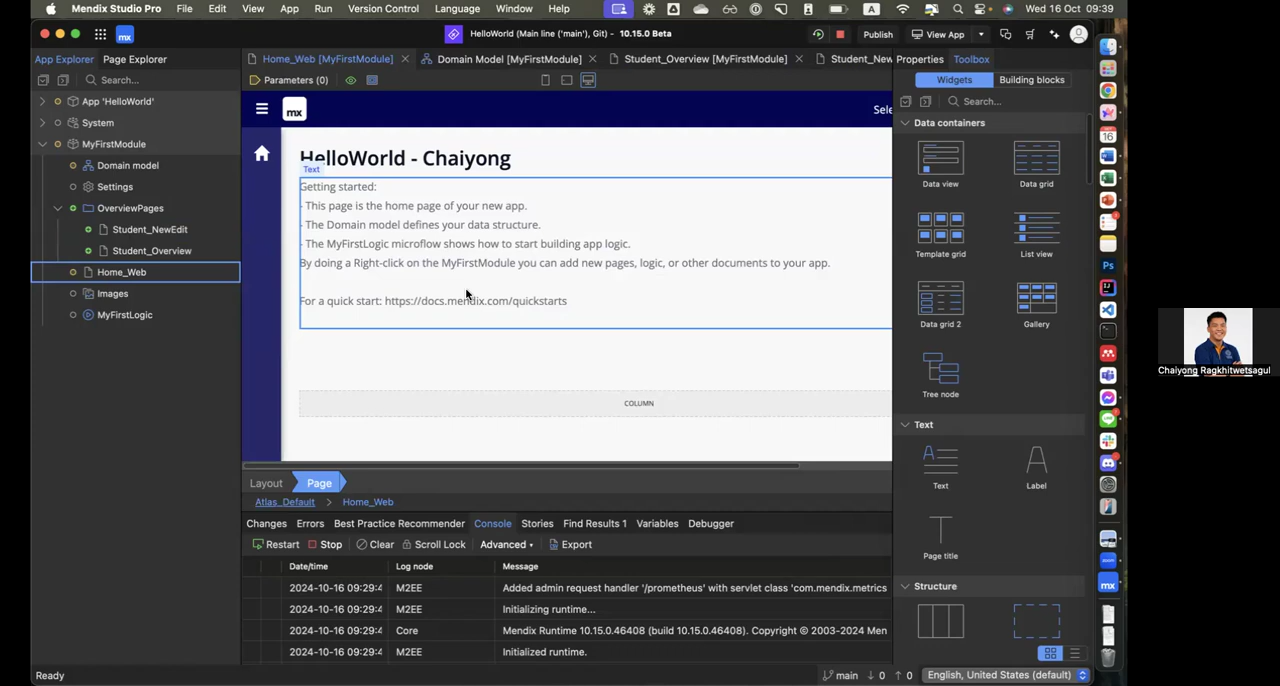 Mendix Studio Pro File Edit View App Run Version Control Language Window Help
Wed 16 Oct 09:39
mx
HelloWorld (Main line ('main'), Git) - 10.15.0 Beta
Publish
View App
App Explorer Page Explorer
Home_Web [MyFirstModule]
Domain Model [MyFirstModule]
Student_Overview [MyFirstModule]
Student_New
Properties Toolbox
Search...
Parameters (0)
Widgets Building blocks
Search...
App 'HelloWorld'
System
MyFirstModule
Domain model
Settings
OverviewPages
Student_NewEdit
Student_Overview
Home_Web
Images
MyFirstLogic
mx
Sele
HelloWorld - Chaiyong
Text
Getting started:
- This page is the home page of your new app.
- The Domain model defines your data structure.
- The MyFirstLogic microflow shows how to start building app logic.
By doing a Right-click on the MyFirstModule you can add new pages, logic, or other documents to your app.
For a quick start: https://docs.mendix.com/quickstarts
COLUMN
Layout Page
Atlas_Default > Home_Web
Changes Errors Best Practice Recommender Console Stories Find Results 1 Variables Debugger
Restart Stop Clear Scroll Lock Advanced Export
Date/time Log node Message
2024-10-16 09:29:4 M2EE Added admin request handler '/prometheus' with servlet class 'com.mendix.metrics
2024-10-16 09:29:4 M2EE Initializing runtime...
2024-10-16 09:29:4 Core Mendix Runtime 10.15.0.46408 (build 10.15.0.46408). Copyright © 2003-2024 Men
2024-10-16 09:29:4 M2EE Initialized runtime.
Data containers
Data view
Data grid
Template grid
List view
Data grid 2
Gallery
Tree node
Text
Text
Label
Page title
Structure
Ready
main 0 0
English, United States (default)
Chaiyong Ragkhitwetsagul